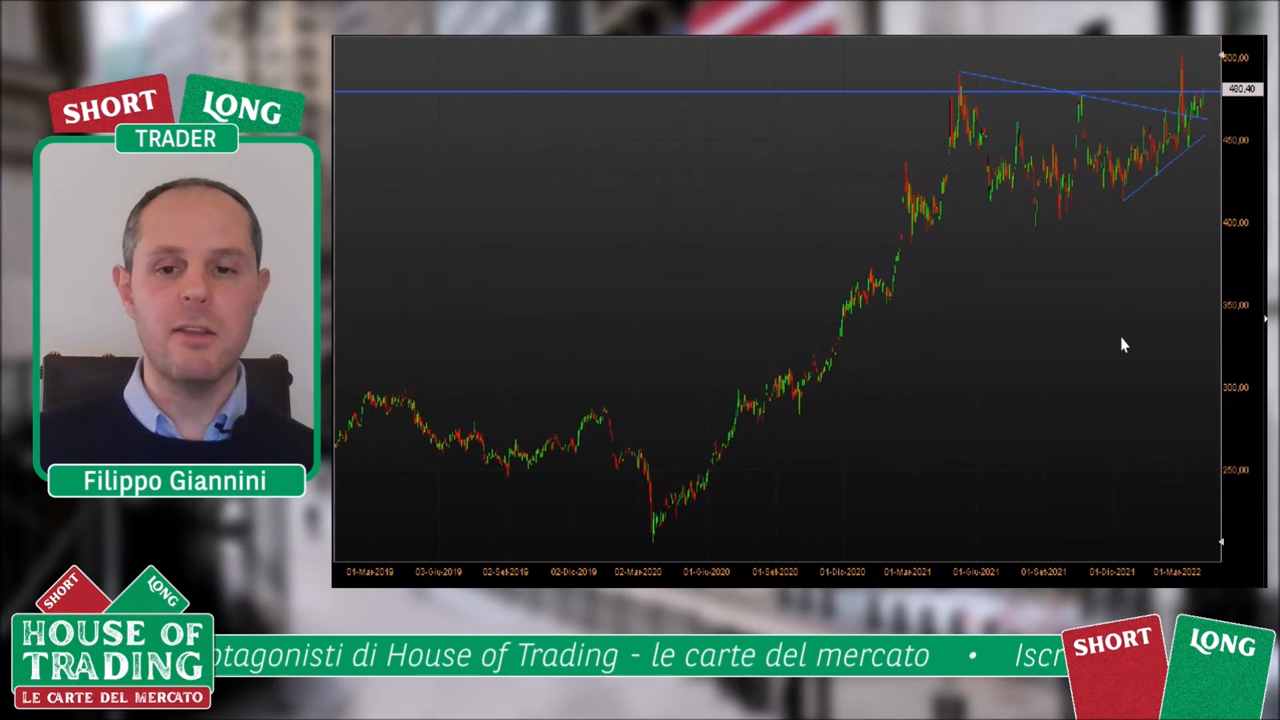 SHORT
LONG
TRADER
Filippo Giannini
500,00
480,40
450,00
400,00
350,00
300,00
250,00
01-Mar-2019 03-Giu-2019 02-Set-2019 02-Dic-2019 02-Mar-2020 01-Giu-2020 01-Set-2020 01-Dic-2020 01-Mar-2021 01-Giu-2021 01-Set-2021 01-Dic-2021 01-Mar-2022
SHORT
LONG
HOUSE OF
TRADING
LE CARTE DEL MERCATO
otagonisti di House of Trading - le carte del mercato • Iscr
SHORT
LONG